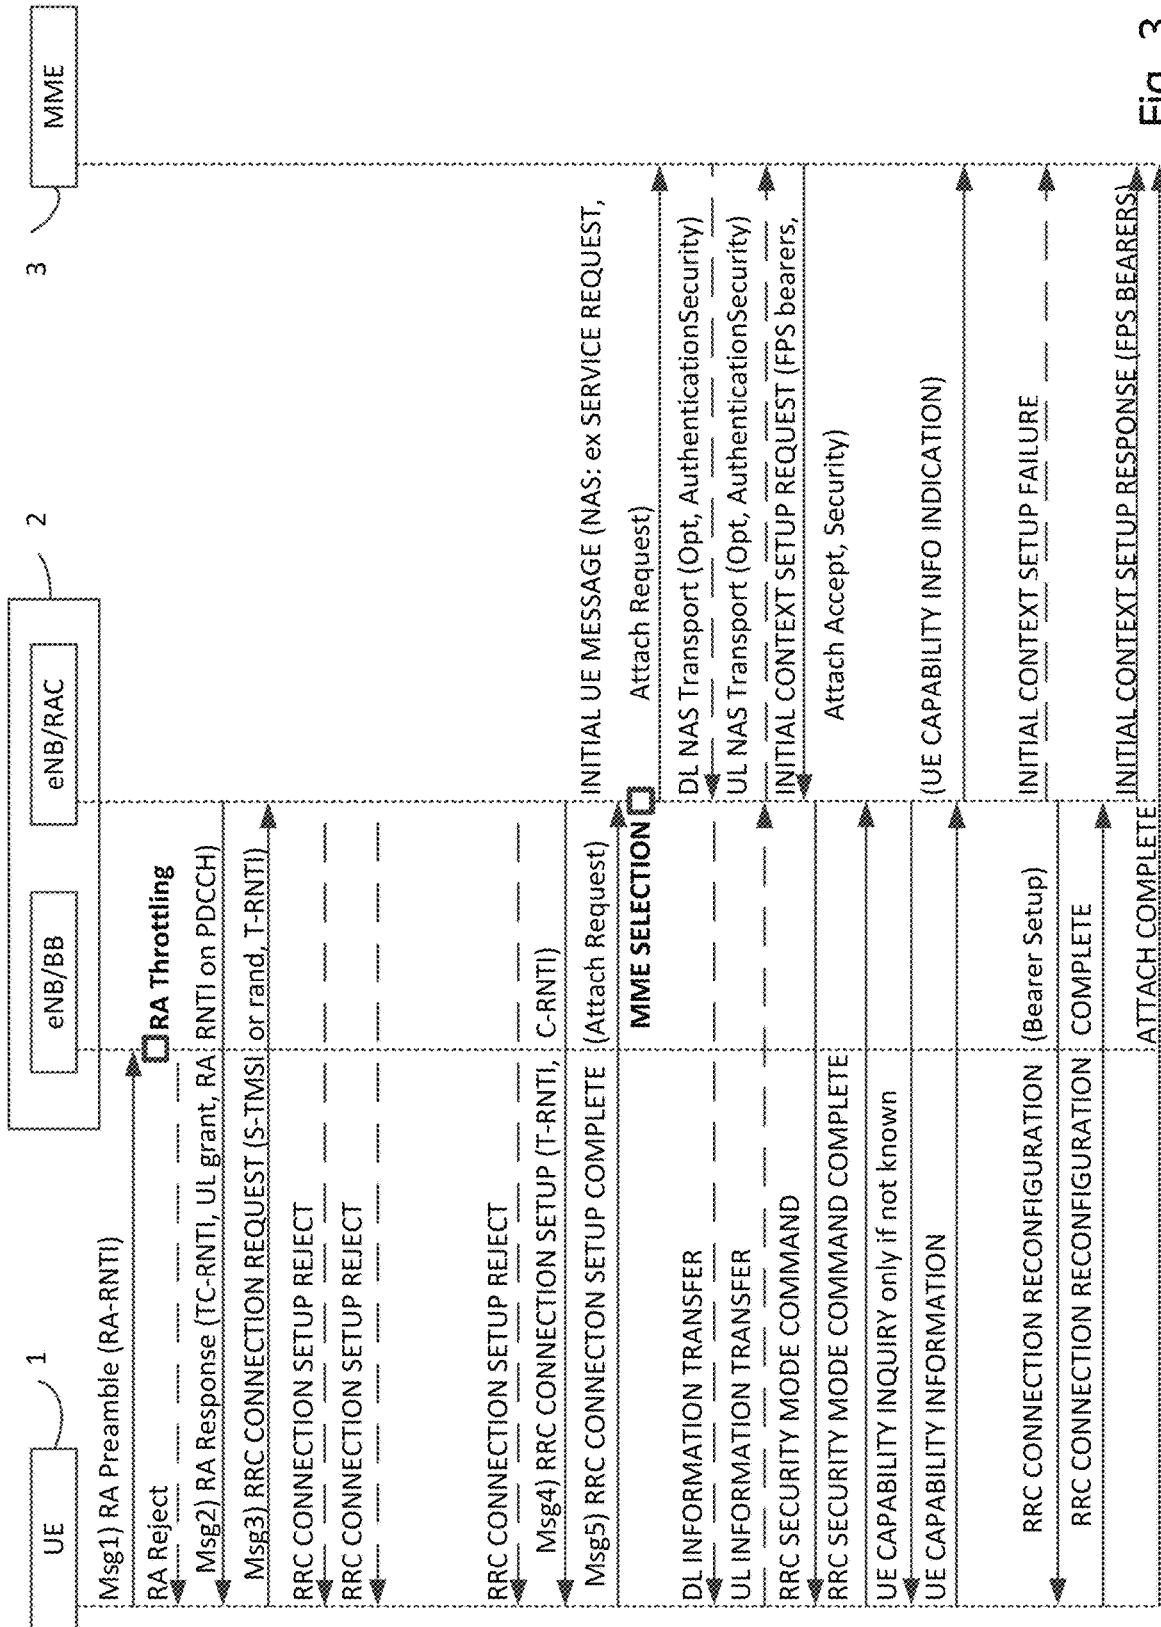 UE
1
eNB/BB
eNB/RAC
2
MME
3
Msg1) RA Preamble (RA-RNTI)
RA Throttling
RA Reject
Msg2) RA Response (TC-RNTI, UL grant, RA RNTI on PDCCH)
Msg3) RRC CONNECTION REQUEST (S-TMSI or rand, T-RNTI)
RRC CONNECTION SETUP REJECT
RRC CONNECTION SETUP REJECT
RRC CONNECTION SETUP REJECT
Msg4) RRC CONNECTION SETUP (T-RNTI, C-RNTI)
INITIAL UE MESSAGE (NAS: ex SERVICE REQUEST,
Msg5) RRC CONNECTON SETUP COMPLETE (Attach Request)
Attach Request)
MME SELECTION
DL INFORMATION TRANSFER
DL NAS Transport (Opt, AuthenticationSecurity)
UL INFORMATION TRANSFER
UL NAS Transport (Opt, AuthenticationSecurity)
RRC SECURITY MODE COMMAND
INITIAL CONTEXT SETUP REQUEST (FPS bearers,
RRC SECURITY MODE COMMAND COMPLETE
Attach Accept, Security)
UE CAPABILITY INQUIRY only if not known
UE CAPABILITY INFORMATION
(UE CAPABILITY INFO INDICATION)
RRC CONNECTION RECONFIGURATION (Bearer Setup)
INITIAL CONTEXT SETUP FAILURE
RRC CONNECTION RECONFIGURATION COMPLETE
INITIAL CONTEXT SETUP RESPONSE (FPS BEARERS)
ATTACH COMPLETE
Fig. 3